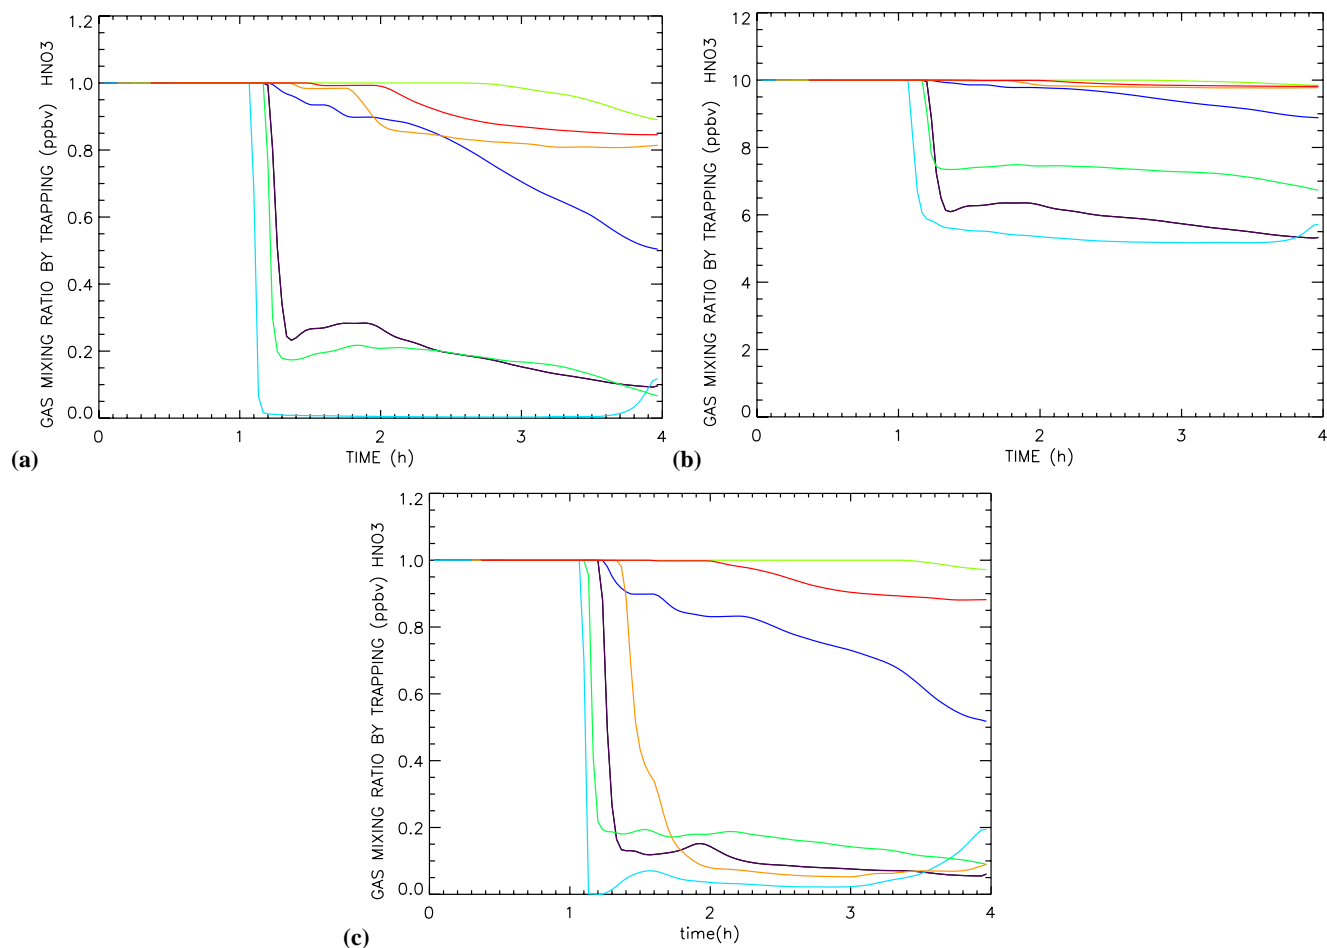 1.2
1.0
0.8
0.6
0.4
0.2
0.0
GAS MIXING RATIO BY TRAPPING (ppbv) HNO3
0 1 2 3 4
TIME (h)
(a)
12
10
8
6
4
2
0
GAS MIXING RATIO BY TRAPPING (ppbv) HNO3
0 1 2 3 4
TIME (h)
(b)
1.2
1.0
0.8
0.6
0.4
0.2
0.0
GAS MIXING RATIO BY TRAPPING (ppbv) HNO3
0 1 2 3 4
time(h)
(c)